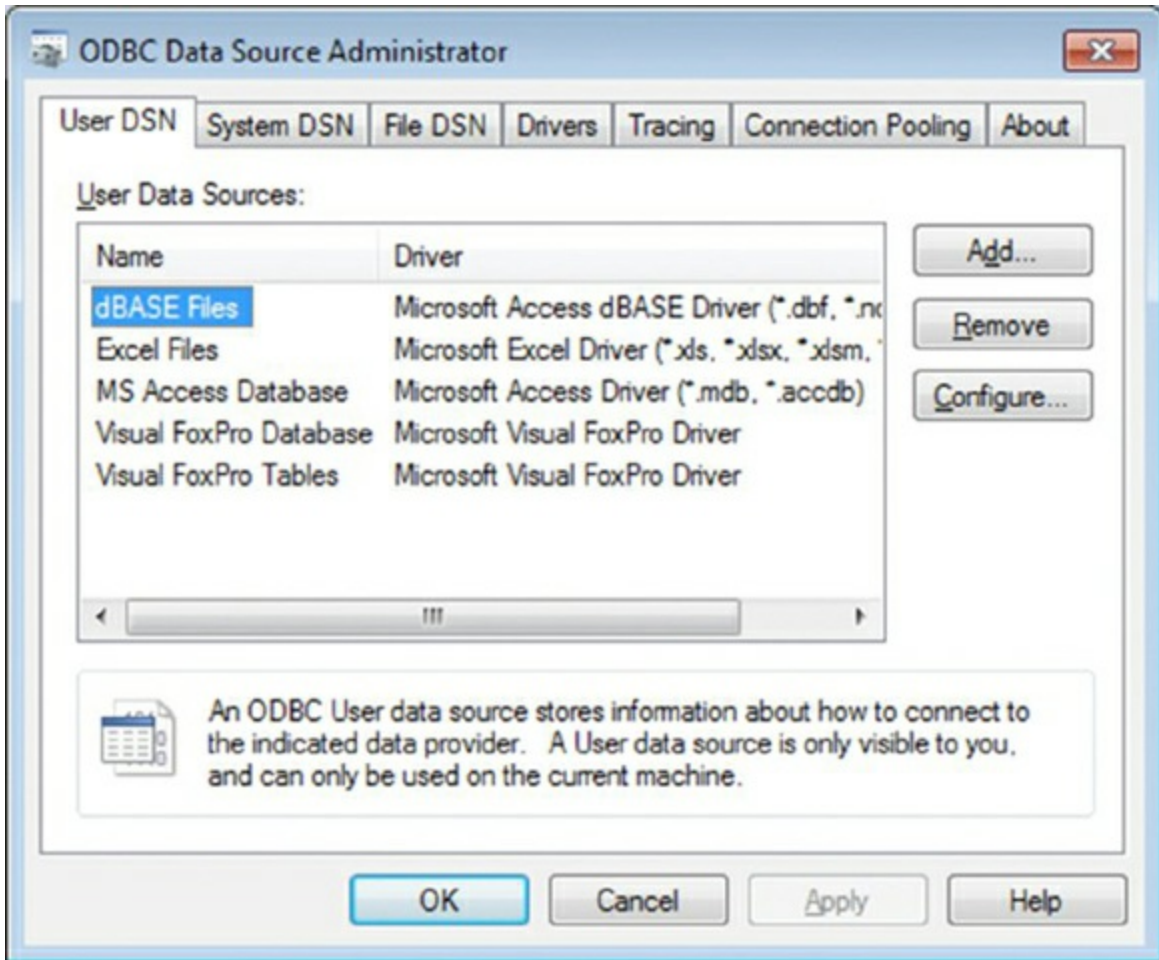 ODBC Data Source Administrator
User DSN System DSN File DSN Drivers Tracing Connection Pooling About
User Data Sources:
Name Driver
dBASE Files Microsoft Access dBASE Driver (*.dbf, *.nd
Excel Files Microsoft Excel Driver (*.xls, *.xlsx, *.xlsm, *
MS Access Database Microsoft Access Driver (*.mdb, *.accdb)
Visual FoxPro Database Microsoft Visual FoxPro Driver
Visual FoxPro Tables Microsoft Visual FoxPro Driver
Add...
Remove
Configure...
An ODBC User data source stores information about how to connect to
the indicated data provider. A User data source is only visible to you,
and can only be used on the current machine.
OK Cancel Apply Help